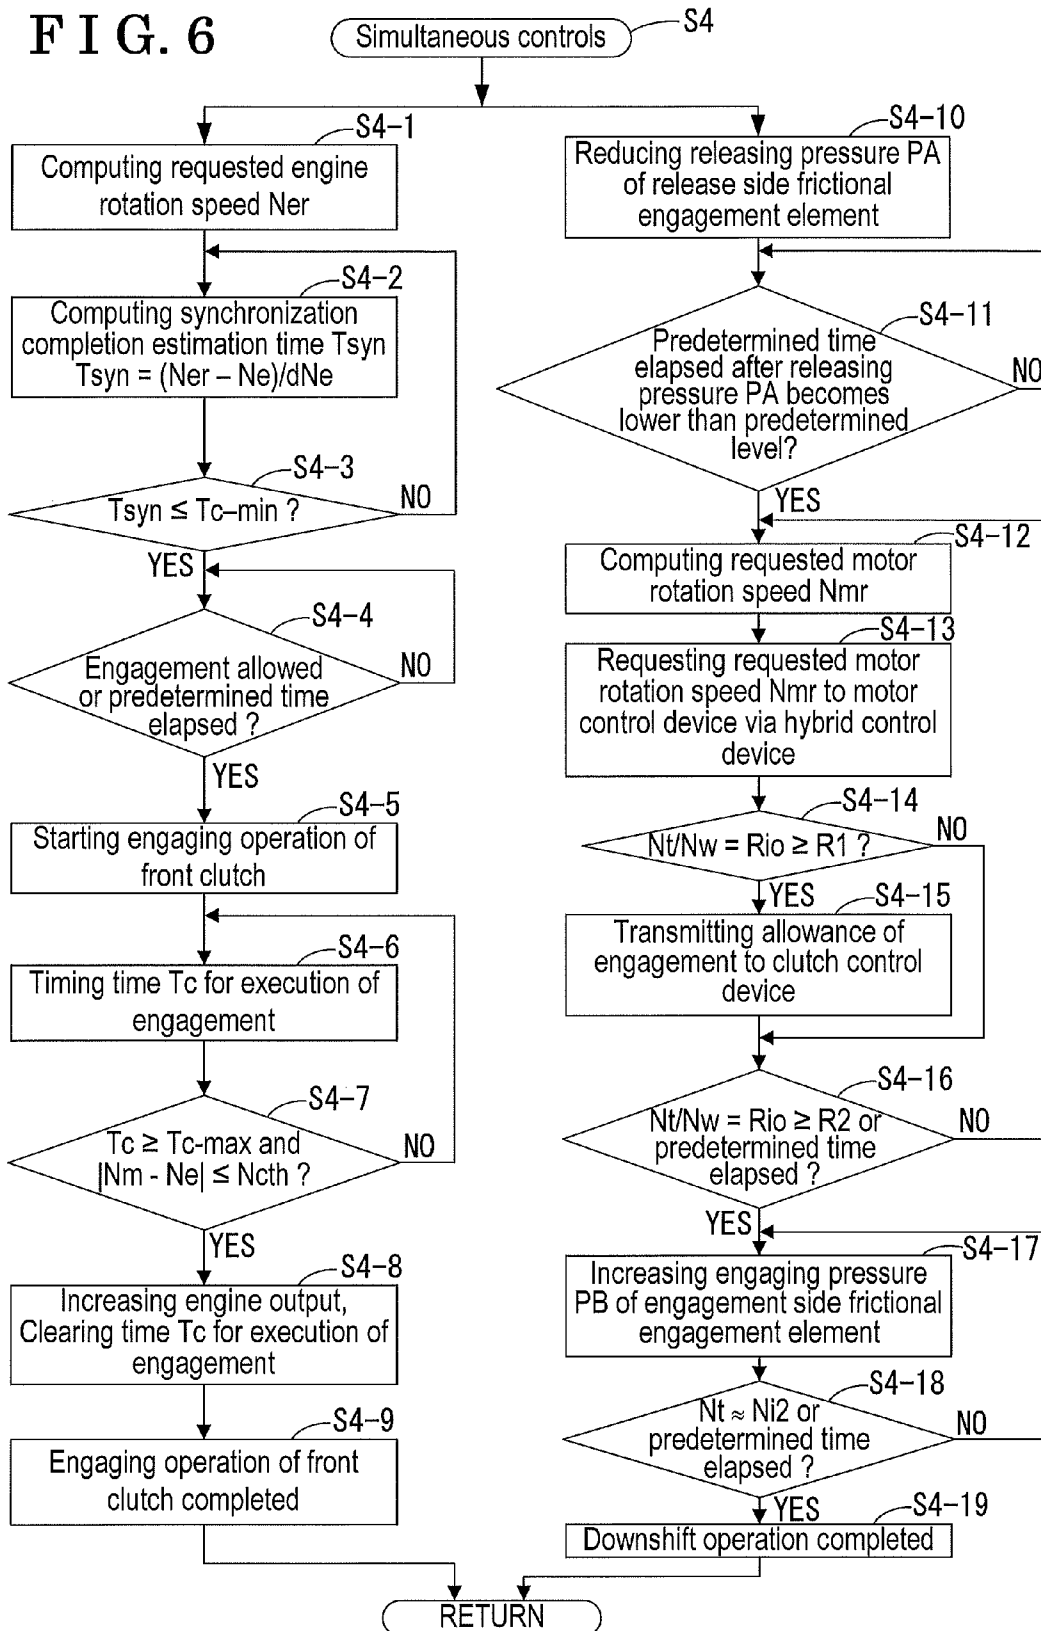 FIG. 6
Simultaneous controls
S4
S4-1
Computing requested engine
rotation speed Ner
S4-2
Computing synchronization
completion estimation time Tsyn
Tsyn = (Ner – Ne)/dNe
S4-3
Tsyn ≤ Tc–min ?
NO
YES
S4-4
Engagement allowed
or predetermined time
elapsed ?
NO
YES
S4-5
Starting engaging operation of
front clutch
S4-6
Timing time Tc for execution of
engagement
S4-7
Tc ≥ Tc-max and
|Nm - Ne| ≤ Ncth ?
NO
YES
S4-8
Increasing engine output,
Clearing time Tc for execution of
engagement
S4-9
Engaging operation of front
clutch completed
S4-10
Reducing releasing pressure PA
of release side frictional
engagement element
S4-11
Predetermined time
elapsed after releasing
pressure PA becomes
lower than predetermined
level?
NO
YES
S4-12
Computing requested motor
rotation speed Nmr
S4-13
Requesting requested motor
rotation speed Nmr to motor
control device via hybrid control
device
S4-14
Nt/Nw = Rio ≥ R1 ?
NO
YES
S4-15
Transmitting allowance of
engagement to clutch control
device
S4-16
Nt/Nw = Rio ≥ R2 or
predetermined time
elapsed ?
NO
YES
S4-17
Increasing engaging pressure
PB of engagement side frictional
engagement element
S4-18
Nt ≈ Ni2 or
predetermined time
elapsed ?
NO
YES
S4-19
Downshift operation completed
RETURN